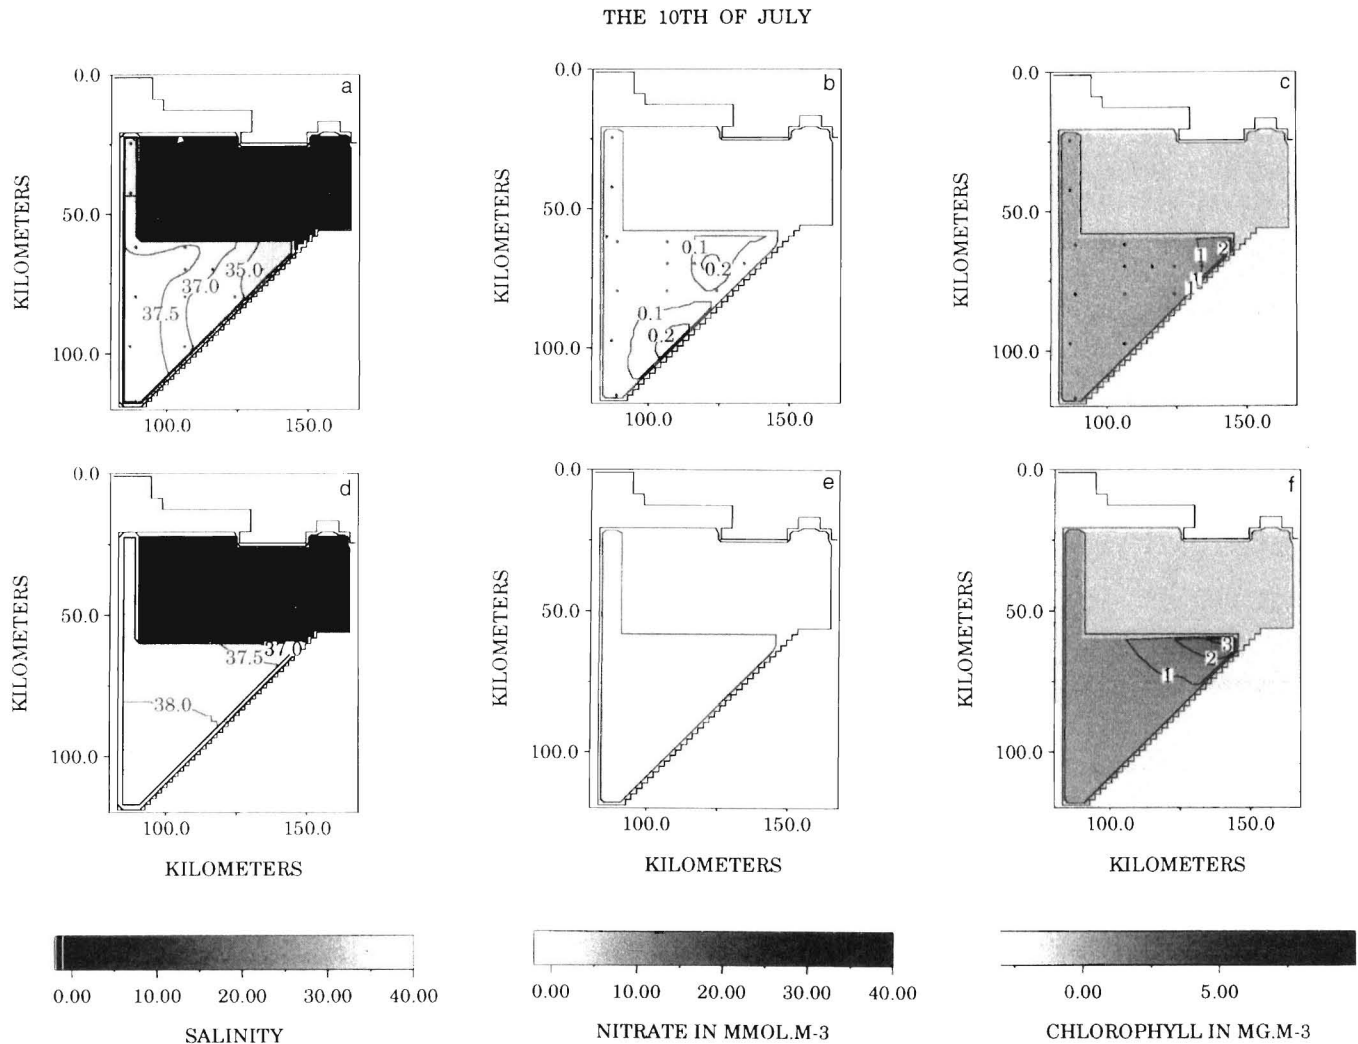 THE 10TH OF JULY
a
b
c
0.0
0.0
0.0
50.0
50.0
50.0
100.0
100.0
100.0
KILOMETERS
KILOMETERS
KILOMETERS
37.5
37.0
35.0
0.1
0.2
0.1
0.2
1
2
1
1
100.0 150.0
100.0 150.0
100.0 150.0
d
e
f
0.0
0.0
0.0
50.0
50.0
50.0
100.0
100.0
100.0
KILOMETERS
KILOMETERS
KILOMETERS
37.5
37.0
38.0
3
2
1
100.0 150.0
100.0 150.0
100.0 150.0
KILOMETERS
KILOMETERS
KILOMETERS
0.00 10.00 20.00 30.00 40.00
0.00 10.00 20.00 30.00 40.00
0.00 5.00
SALINITY
NITRATE IN MMOL.M-3
CHLOROPHYLL IN MG.M-3